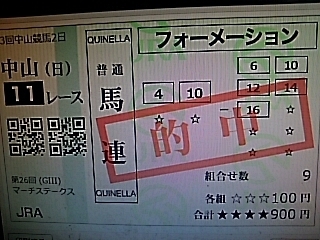 3回中山競馬2日
中山(日)
11レース
第26回(GIII)
マーチステークス
JRA
QUINELLA
普通
馬連
QUINELLA
フォーメーション
4 10
6 10
12 14
16
☆ ☆ ☆
☆ ☆ ☆
☆
的中
組合せ数 9
各組 ☆☆☆100円
合計 ★★★★900円